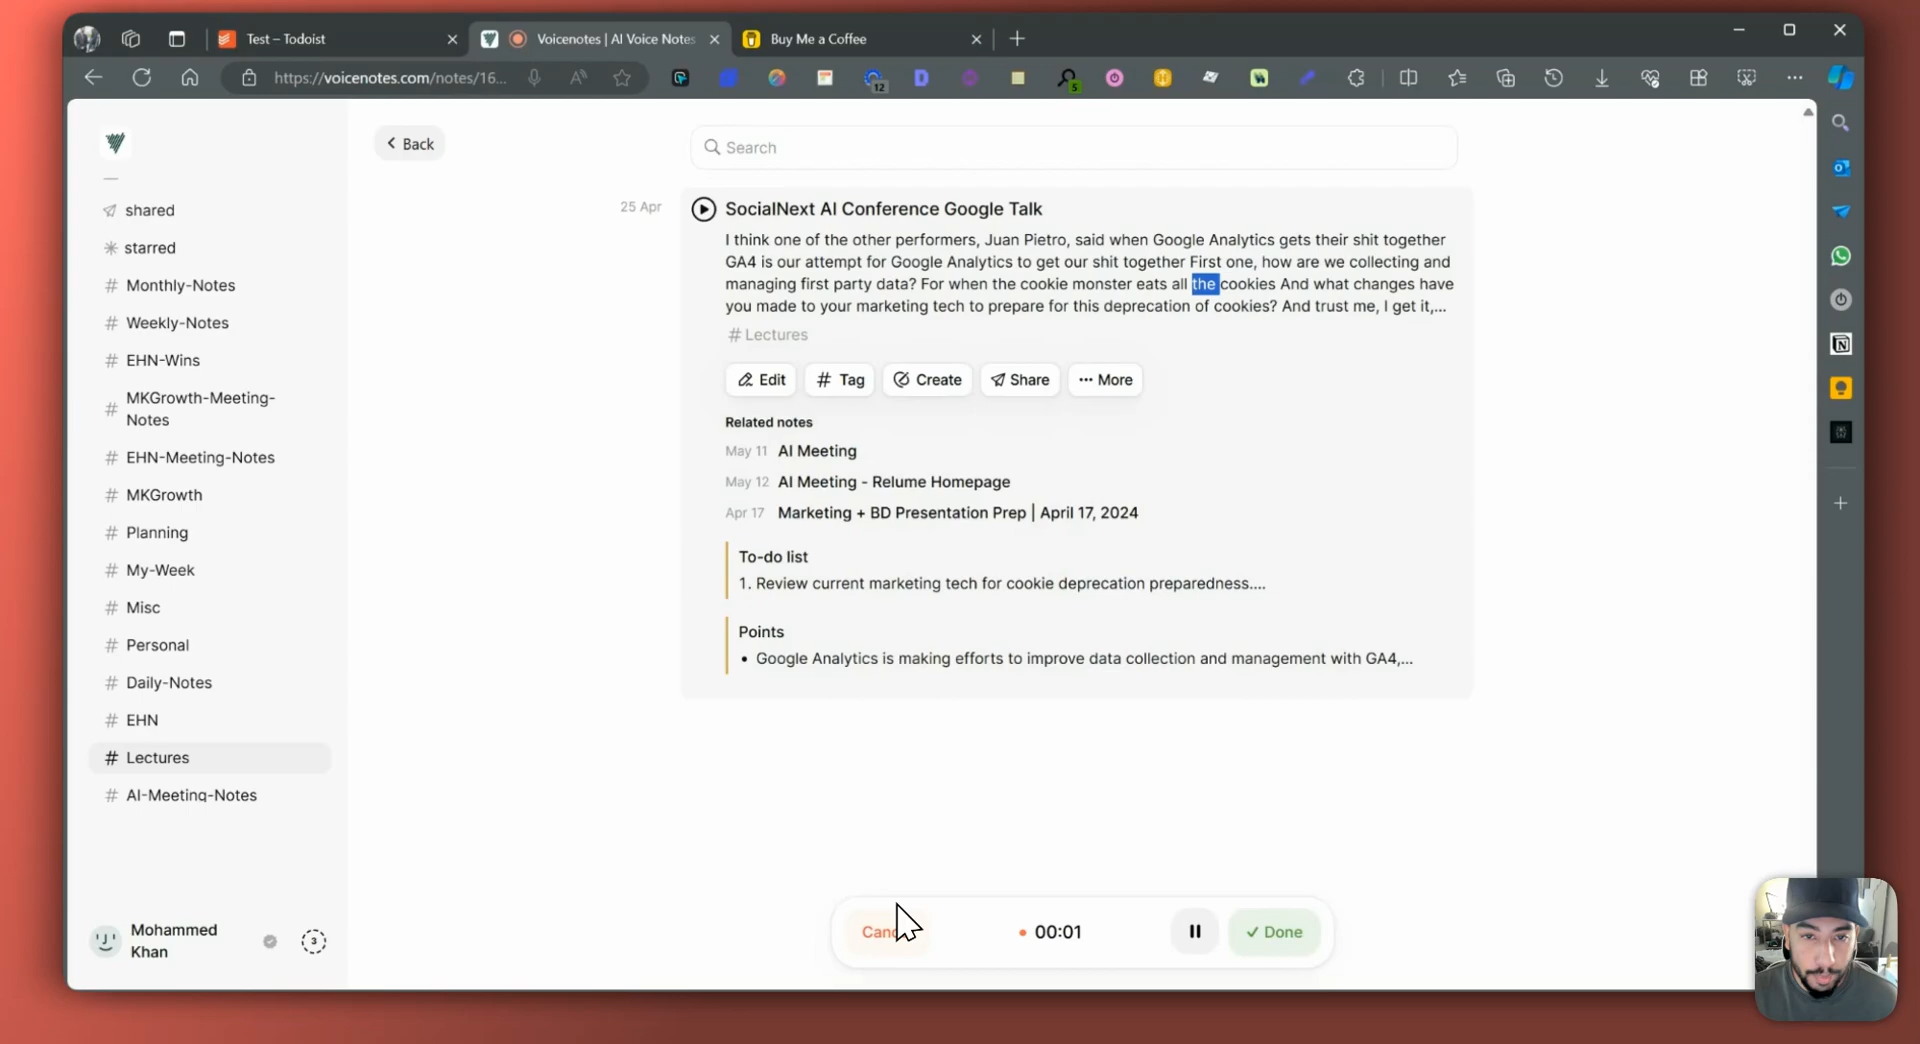 Test – Todoist
Voicenotes | AI Voice Notes
Buy Me a Coffee
https://voicenotes.com/notes/16...
12
D
5
Back
Search
shared
starred
# Monthly-Notes
# Weekly-Notes
# EHN-Wins
# MKGrowth-Meeting-
Notes
# EHN-Meeting-Notes
# MKGrowth
# Planning
# My-Week
# Misc
# Personal
# Daily-Notes
# EHN
# Lectures
# AI-Meeting-Notes
Mohammed
Khan
3
25 Apr
SocialNext AI Conference Google Talk
I think one of the other performers, Juan Pietro, said when Google Analytics gets their shit together
GA4 is our attempt for Google Analytics to get our shit together First one, how are we collecting and
managing first party data? For when the cookie monster eats all the cookies And what changes have
you made to your marketing tech to prepare for this deprecation of cookies? And trust me, I get it,...
# Lectures
Edit
# Tag
Create
Share
More
Related notes
May 11 AI Meeting
May 12 AI Meeting - Relume Homepage
Apr 17 Marketing + BD Presentation Prep | April 17, 2024
To-do list
1. Review current marketing tech for cookie deprecation preparedness....
Points
• Google Analytics is making efforts to improve data collection and management with GA4,...
Canc
00:01
Done